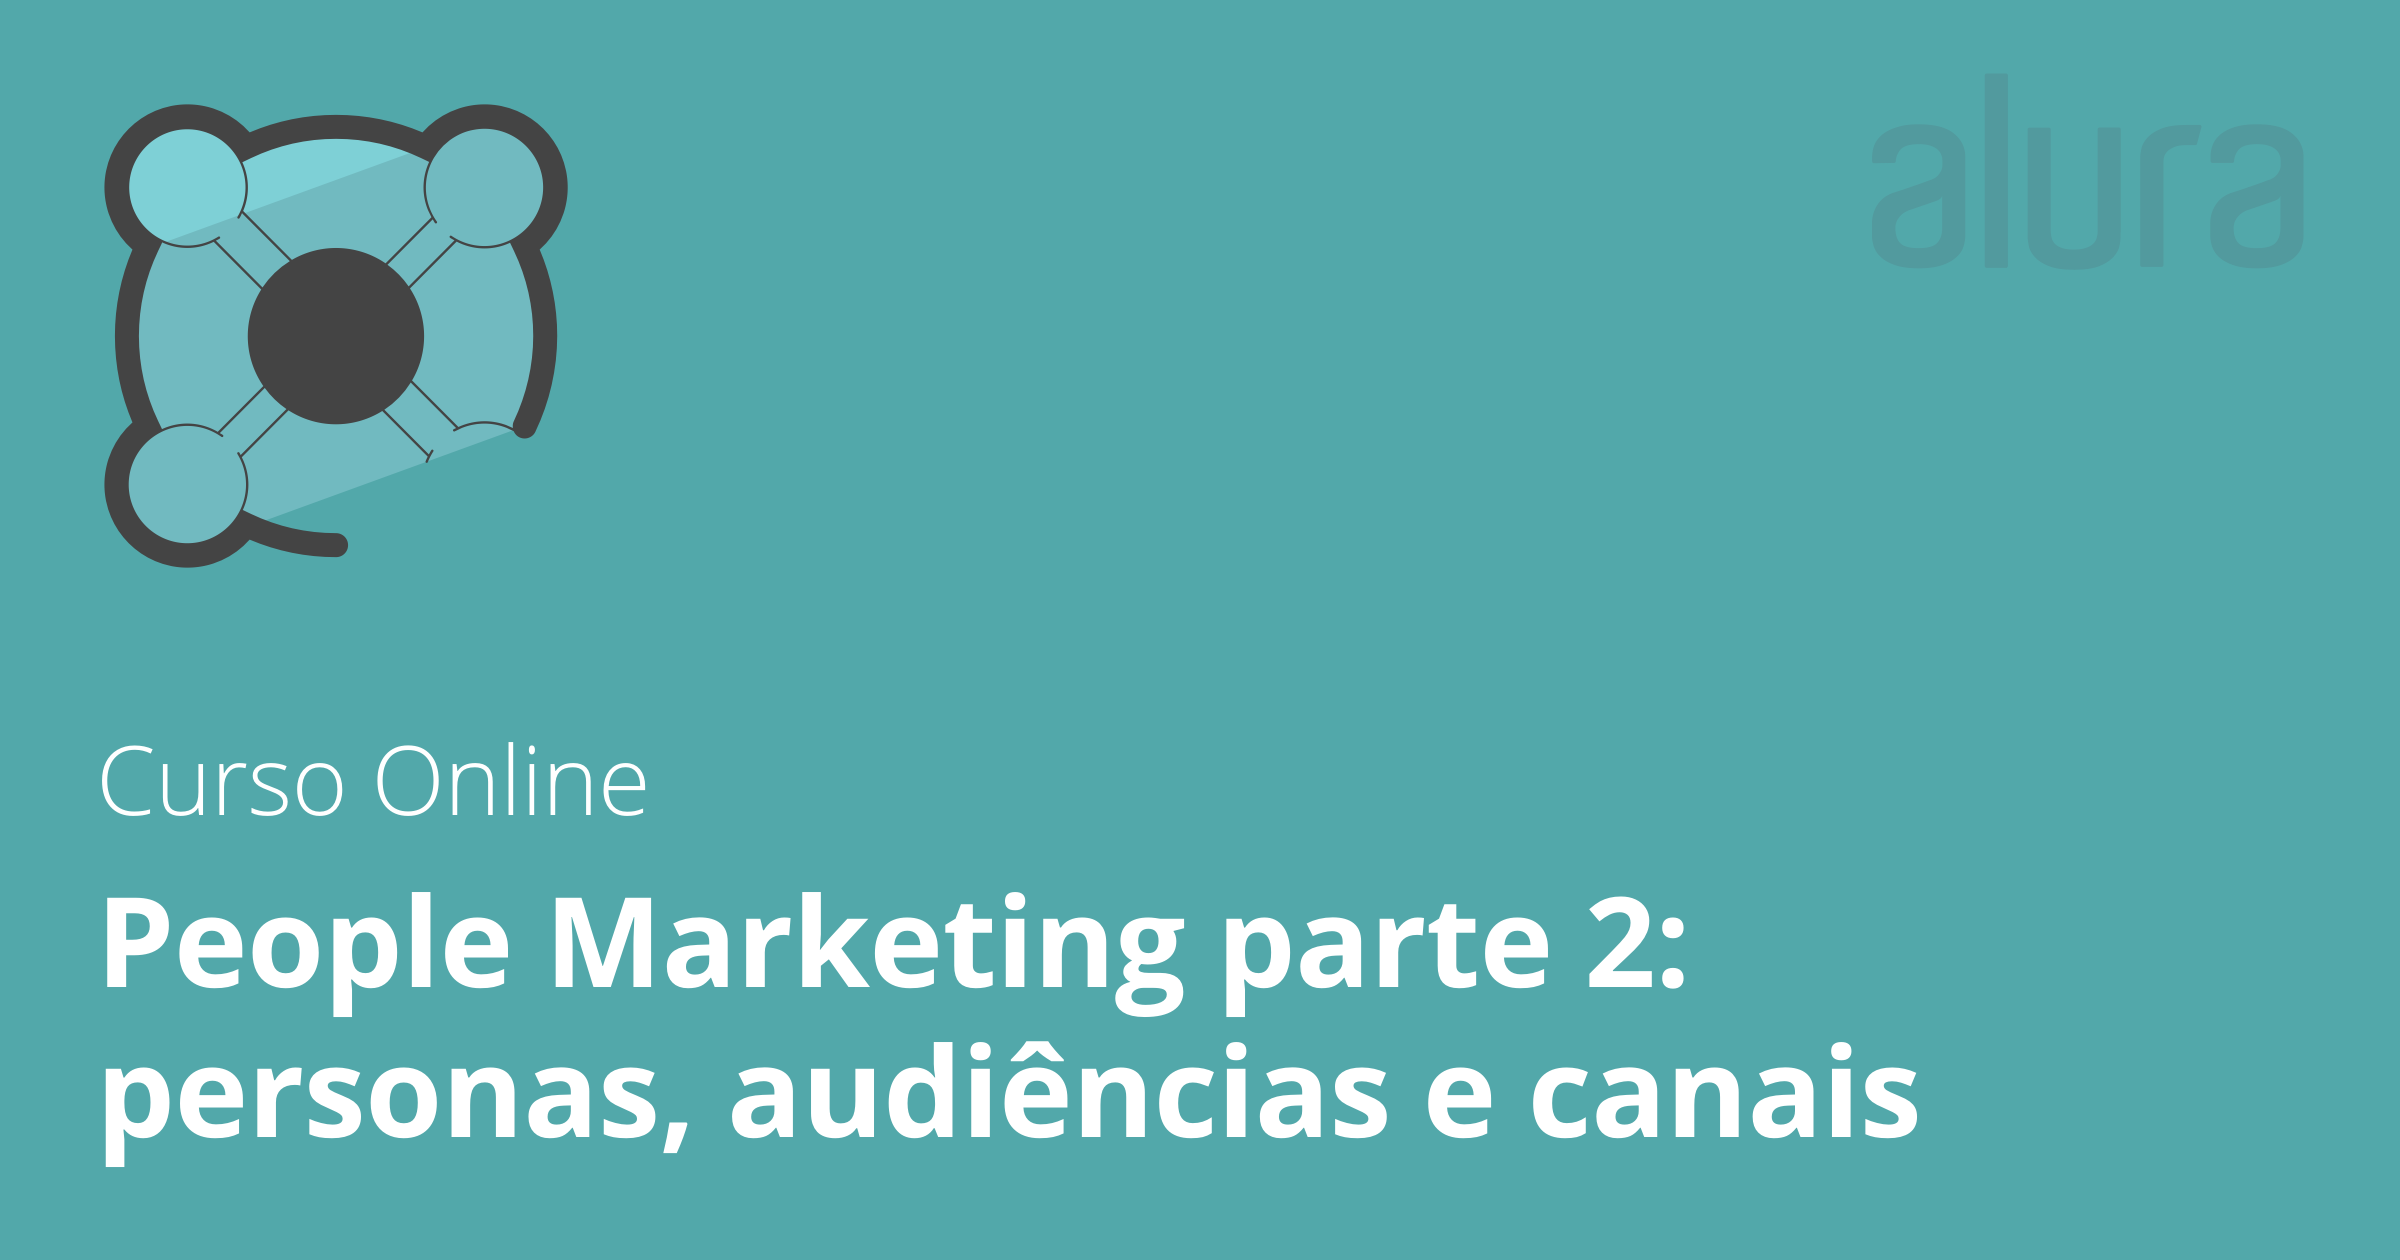 alura
Curso Online
People Marketing parte 2:
personas, audiências e canais